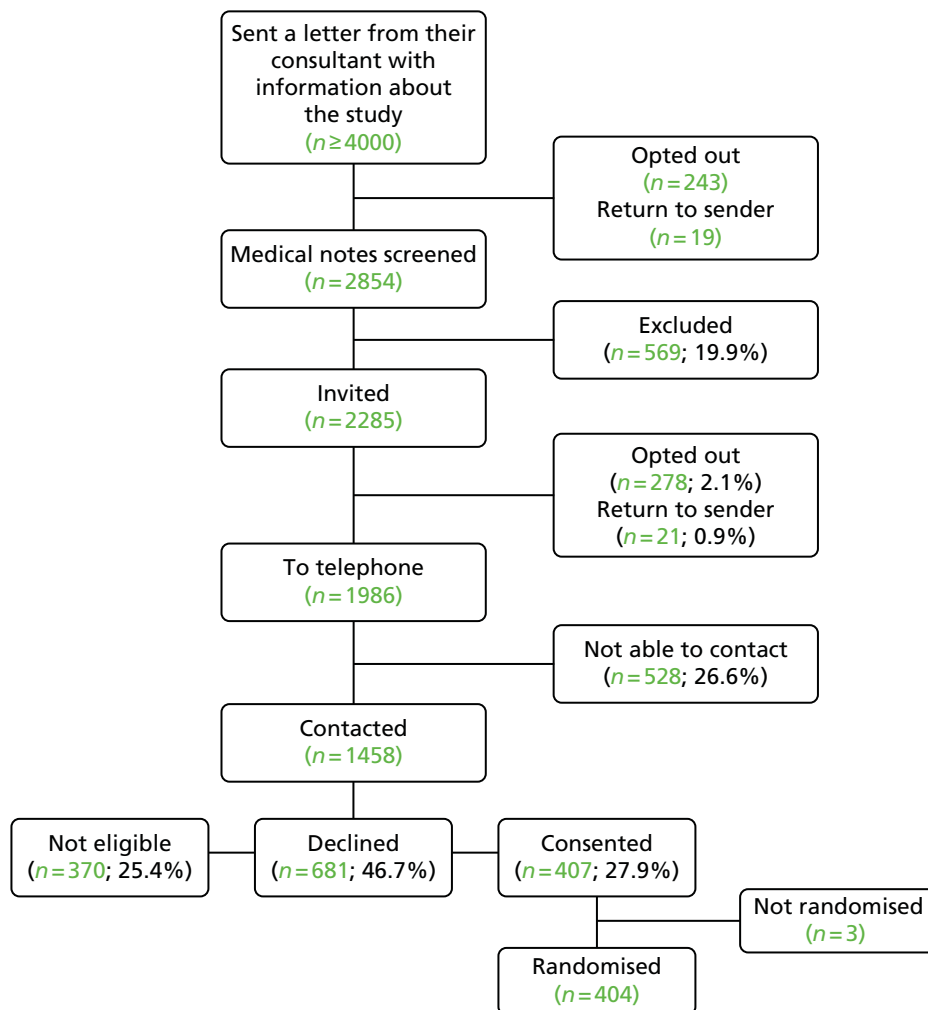 Sent a letter from their
consultant with
information about
the study
(n≥4000)
Opted out
(n=243)
Return to sender
(n=19)
Medical notes screened
(n=2854)
Excluded
(n=569; 19.9%)
Invited
(n=2285)
Opted out
(n=278; 2.1%)
Return to sender
(n=21; 0.9%)
To telephone
(n=1986)
Not able to contact
(n=528; 26.6%)
Contacted
(n=1458)
Not eligible
(n=370; 25.4%)
Declined
(n=681; 46.7%)
Consented
(n=407; 27.9%)
Not randomised
(n=3)
Randomised
(n=404)